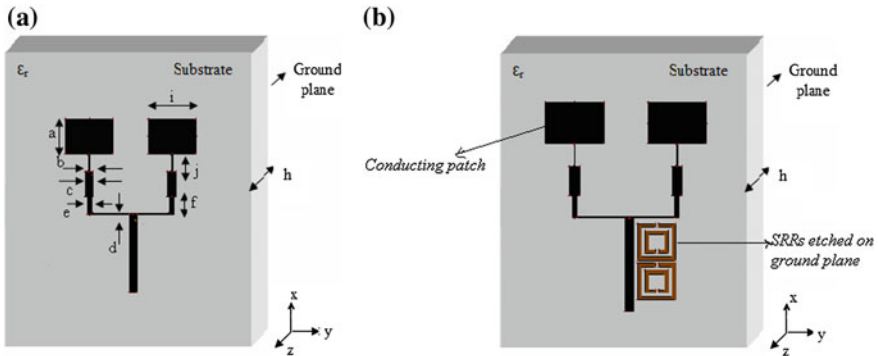 (a)
εr
Substrate
Ground
plane
i
a
b
j
c
h
e
f
d
x
y
z
(b)
εr
Substrate
Ground
plane
Conducting patch
h
SRRs etched on
ground plane
x
y
z